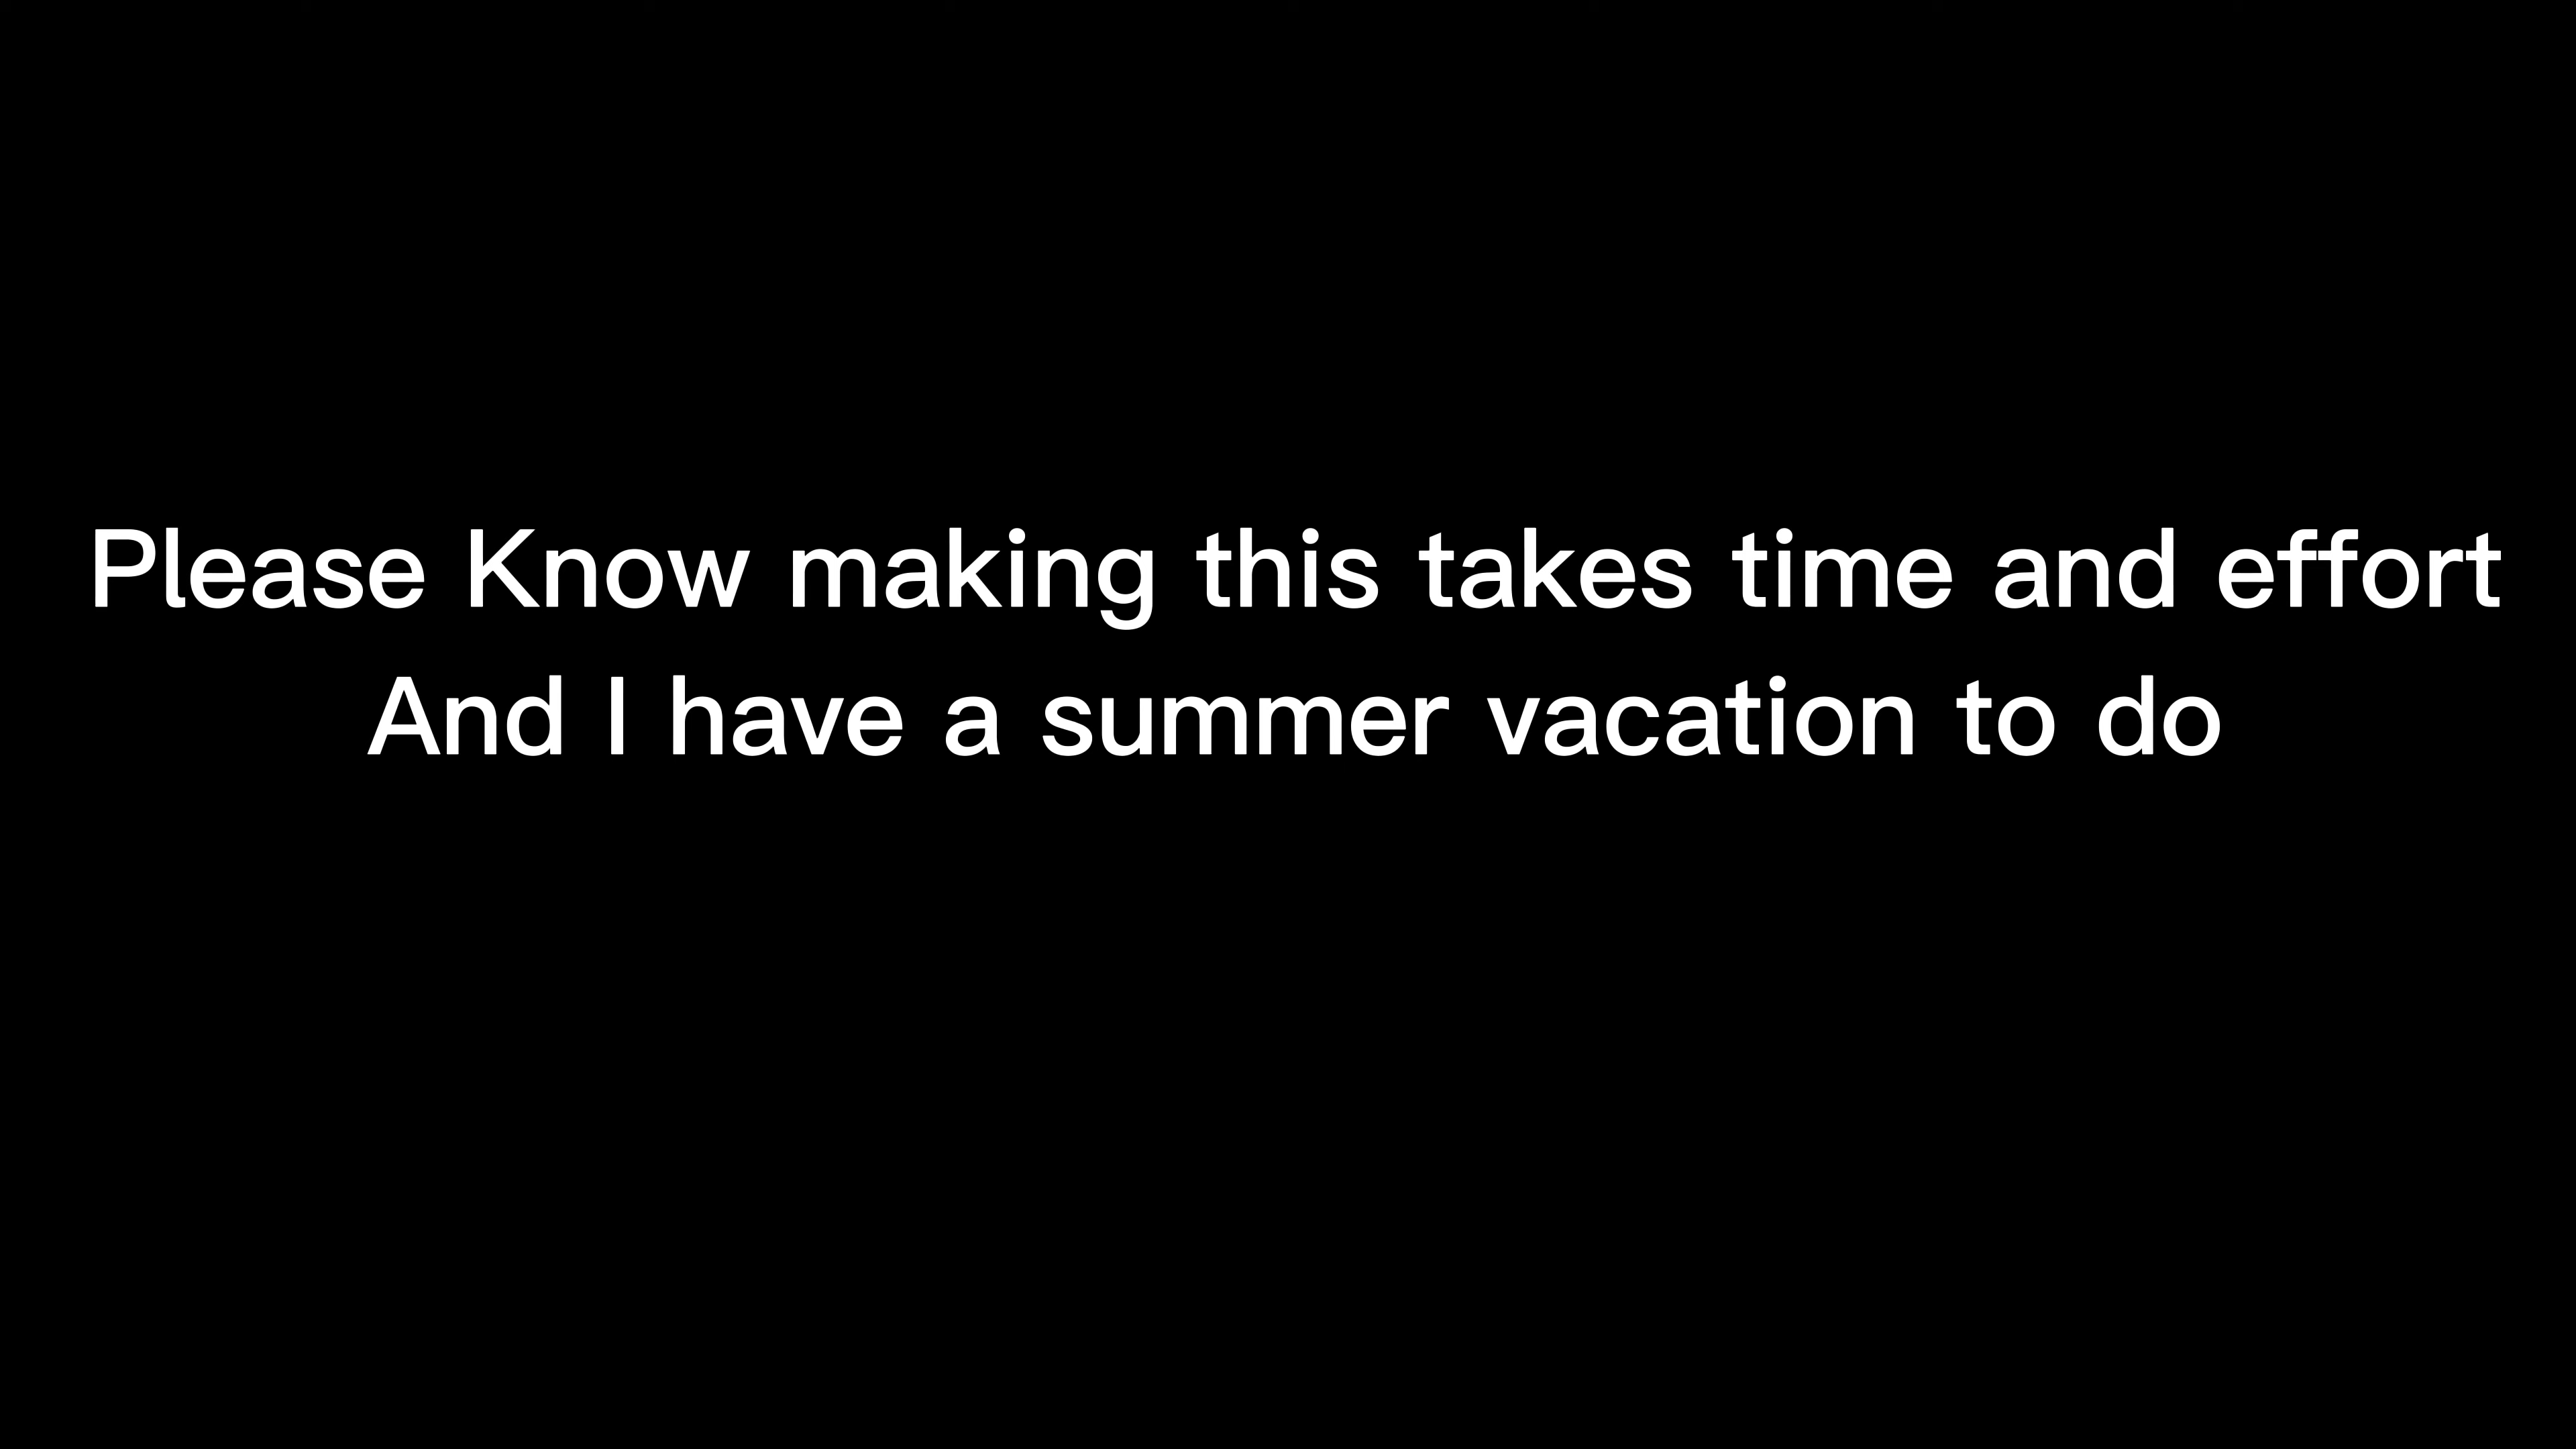 Please Know making this takes time and effort
And I have a summer vacation to do